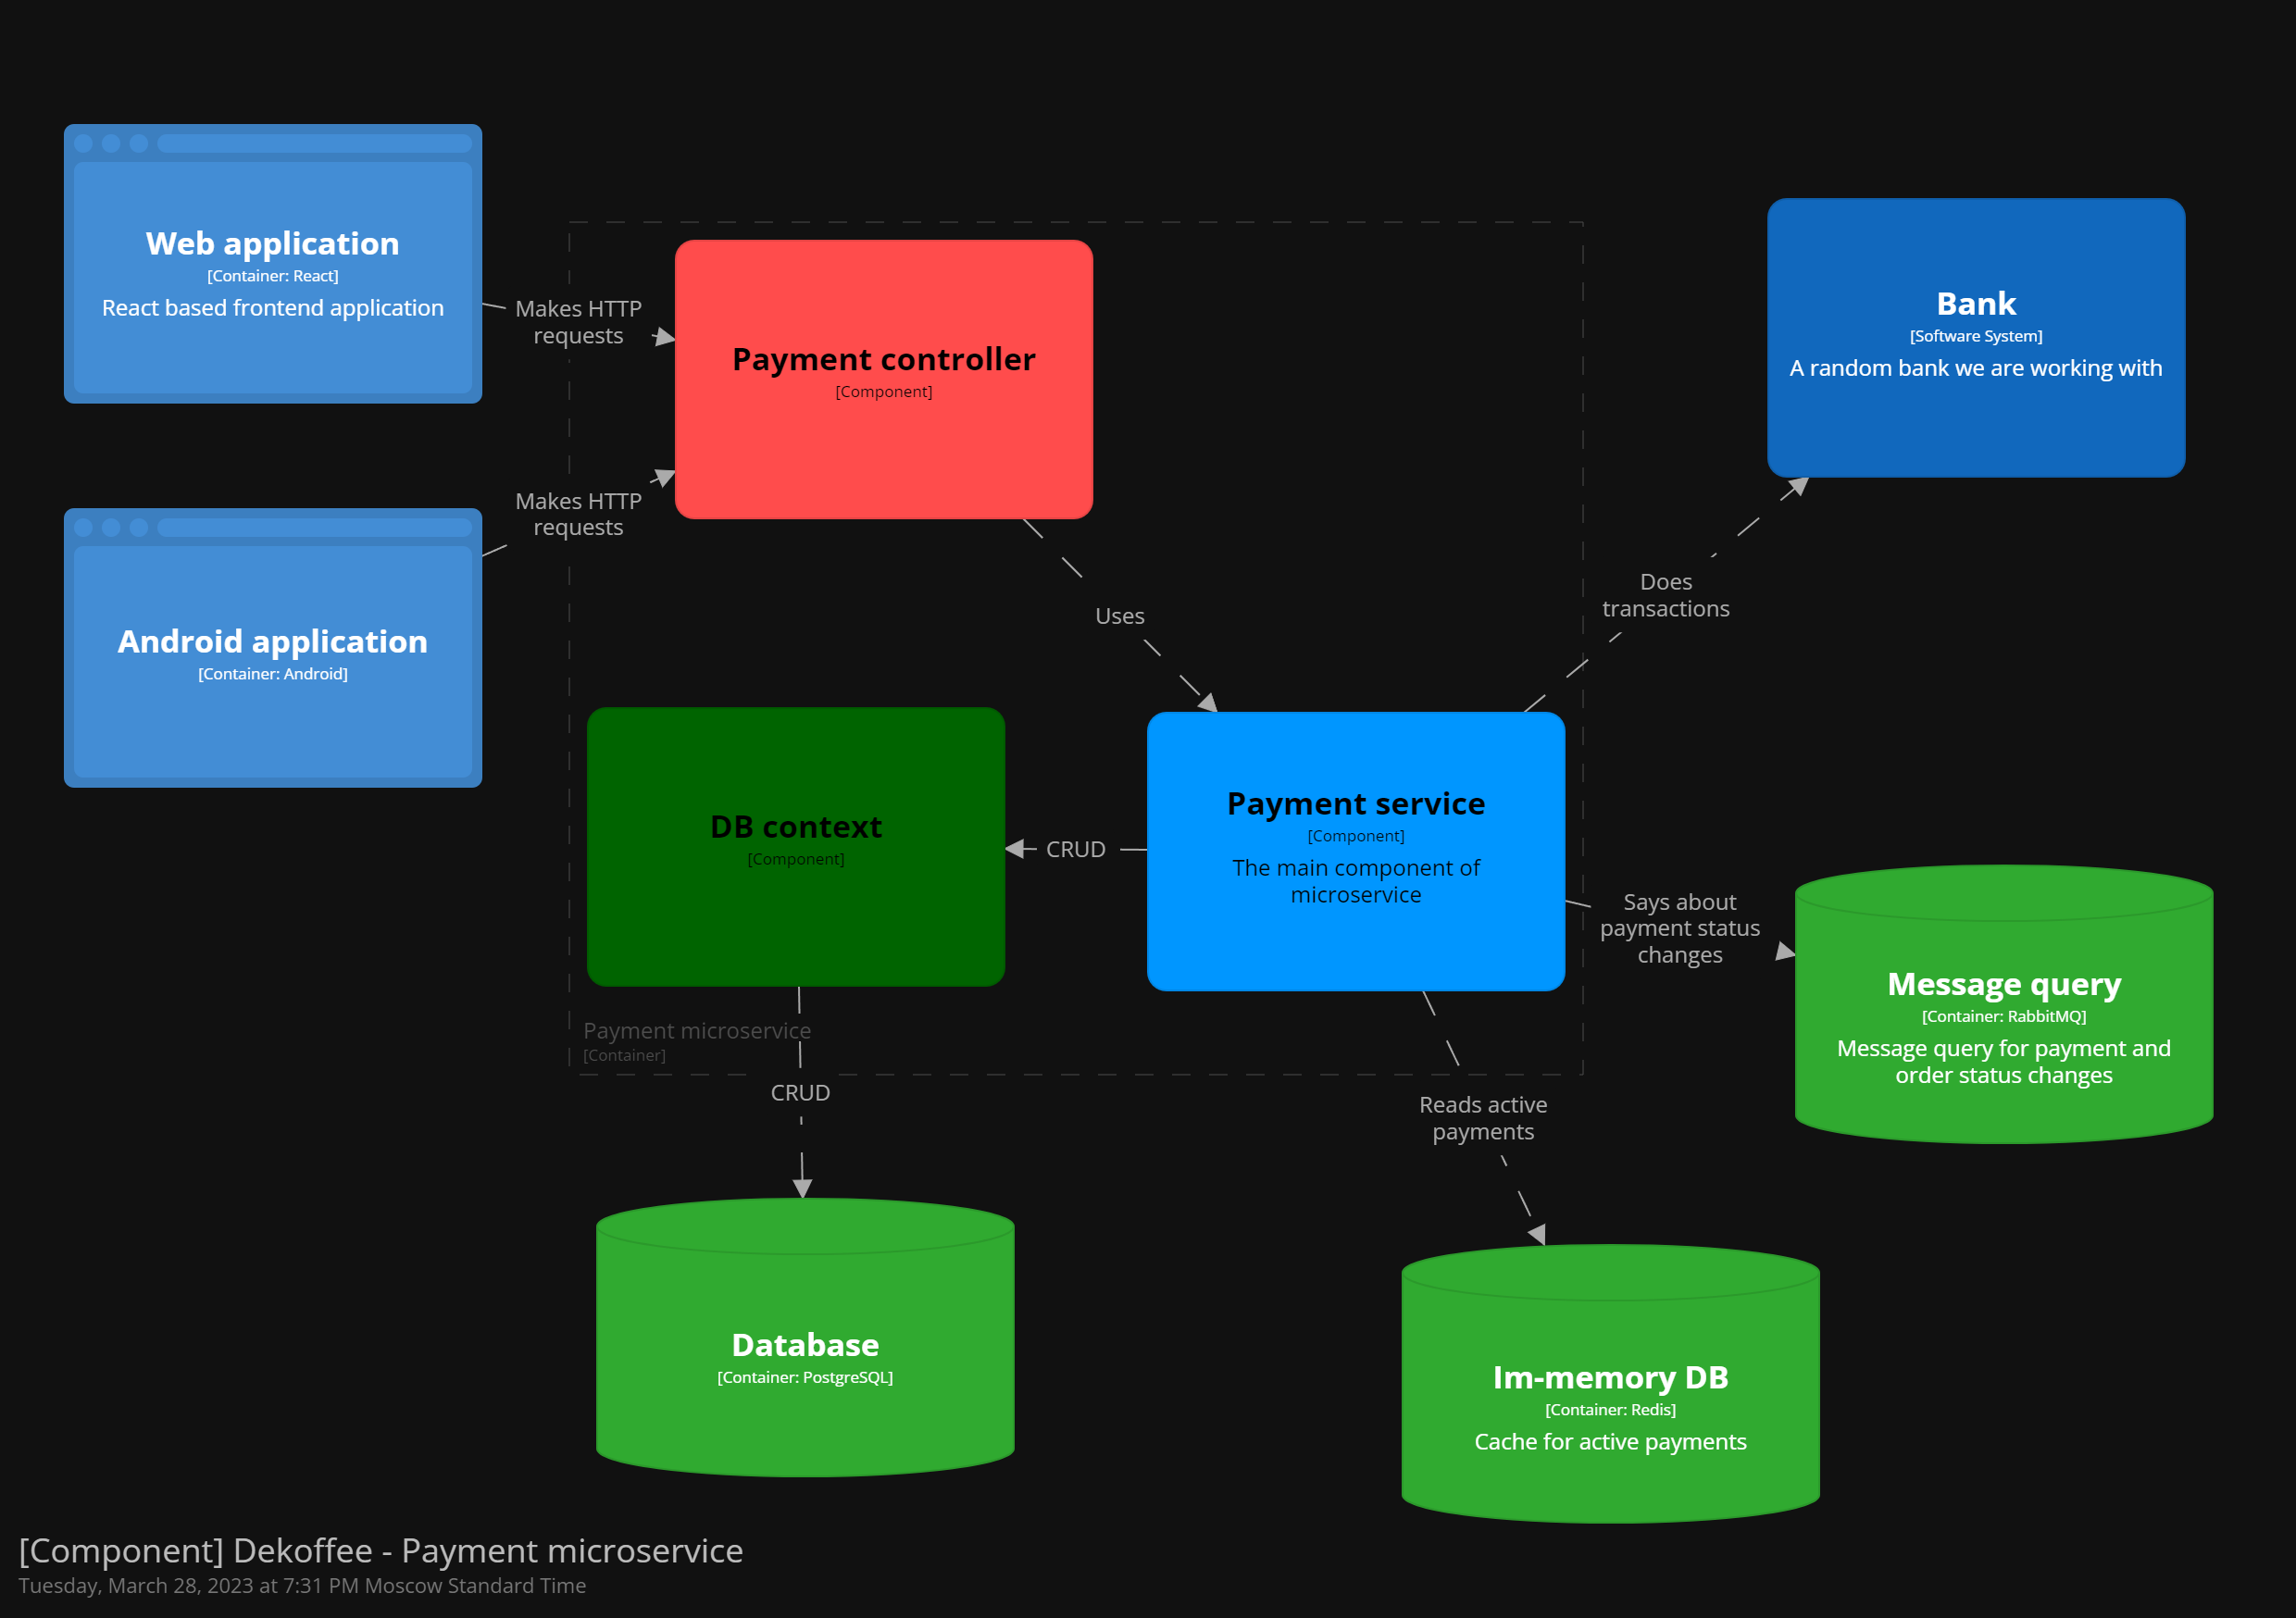 Web application
[Container: React]
React based frontend application
Makes HTTP
requests
Payment controller
[Component]
Bank
[Software System]
A random bank we are working with
Android application
[Container: Android]
Makes HTTP
requests
Uses
Does
transactions
DB context
[Component]
CRUD
Payment service
[Component]
The main component of
microservice
Says about
payment status
changes
Message query
[Container: RabbitMQ]
Message query for payment and
order status changes
Payment microservice
[Container]
CRUD
Reads active
payments
Database
[Container: PostgreSQL]
Im-memory DB
[Container: Redis]
Cache for active payments
[Component] Dekoffee - Payment microservice
Tuesday, March 28, 2023 at 7:31 PM Moscow Standard Time